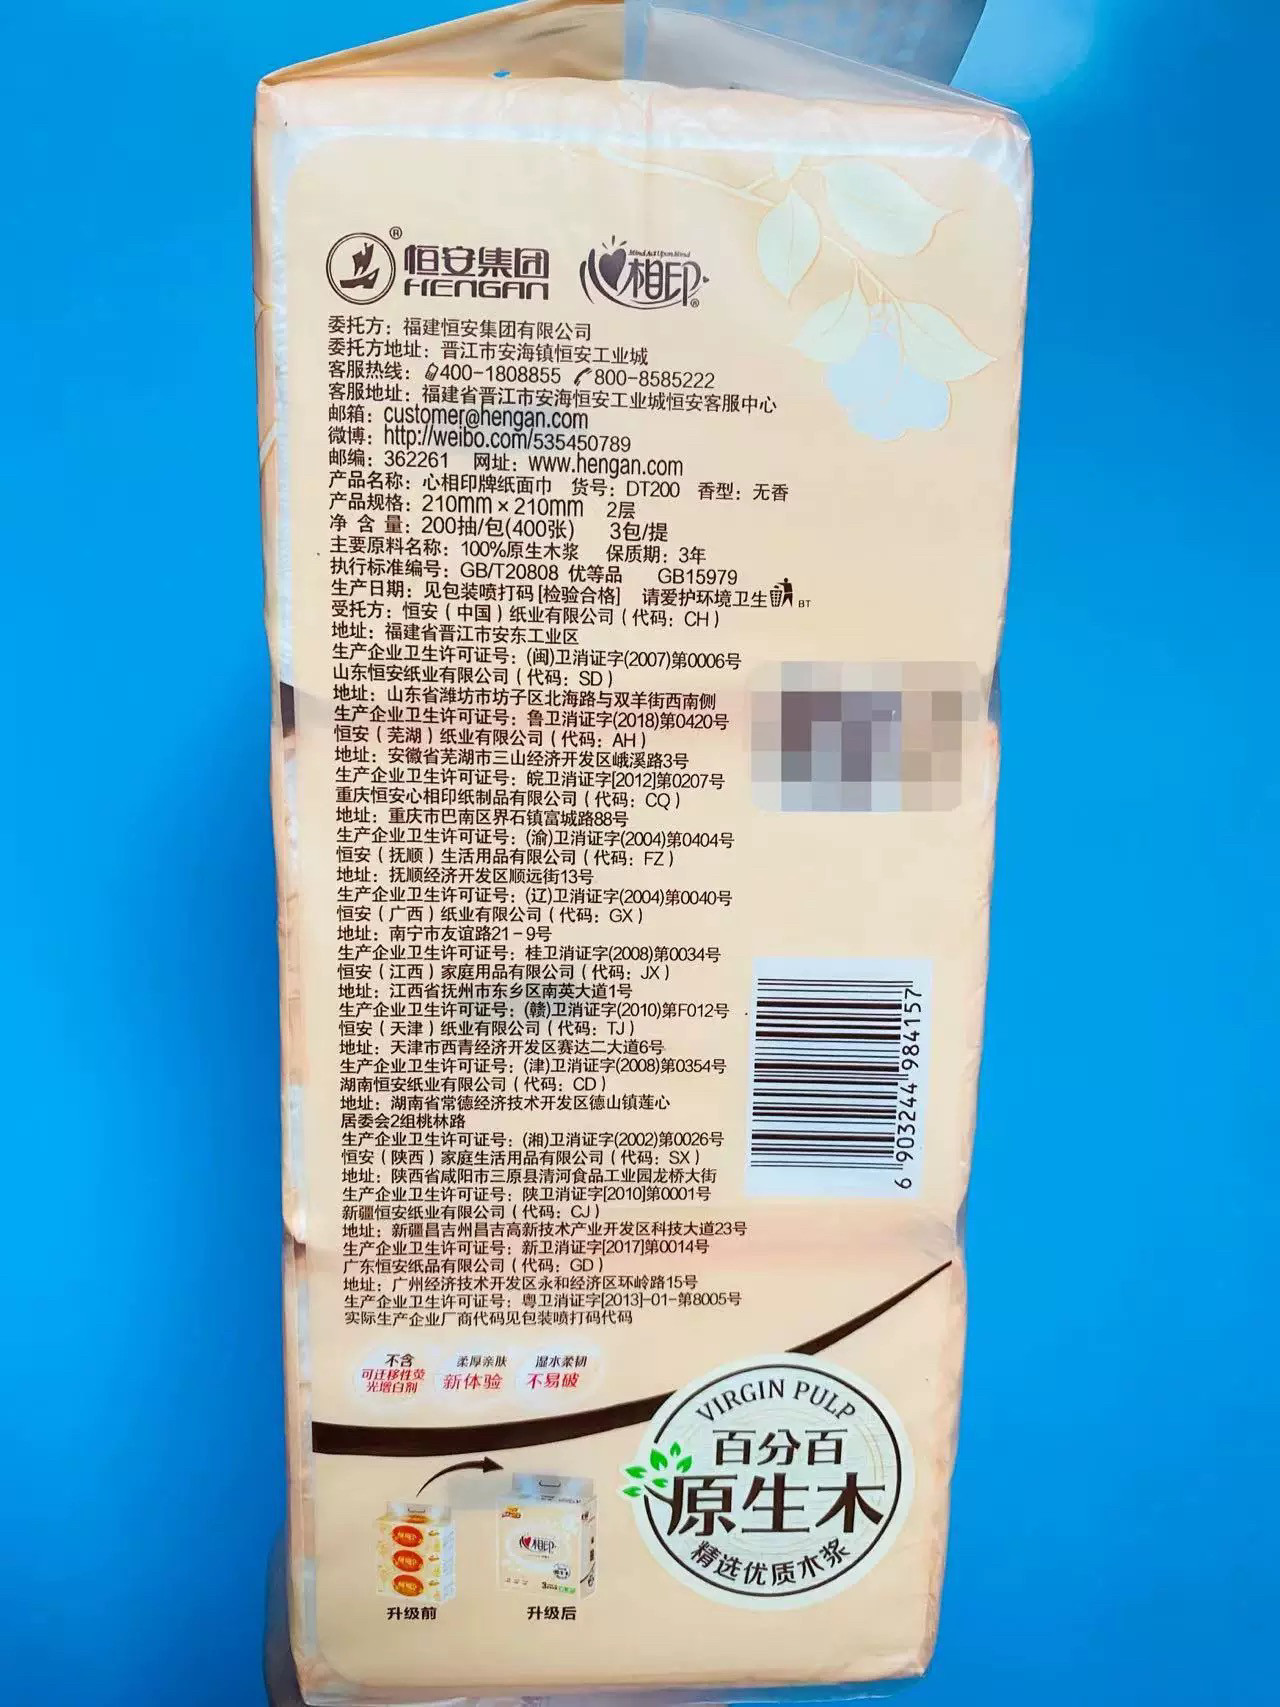 恒安集团®
HENGAN
Mind Act Upon Mind
心相印®
委托方：福建恒安集团有限公司
委托方地址：晋江市安海镇恒安工业城
客服热线：400-1808855 800-8585222
客服地址：福建省晋江市安海恒安工业城恒安客服中心
邮箱：customer@hengan.com
微博：http://weibo.com/535450789
邮编：362261 网址：www.hengan.com
产品名称：心相印牌纸面巾 货号：DT200 香型：无香
产品规格：210mm×210mm 2层
净 含 量：200抽/包(400张) 3包/提
主要原料名称：100%原生木浆 保质期：3年
执行标准编号：GB/T20808 优等品 GB15979
生产日期：见包装喷打码[检验合格] 请爱护环境卫生 BT
受托方：恒安（中国）纸业有限公司（代码：CH）
地址：福建省晋江市安东工业区
生产企业卫生许可证号：(闽)卫消证字(2007)第0006号
山东恒安纸业有限公司（代码：SD）
地址：山东省潍坊市坊子区北海路与双羊街西南侧
生产企业卫生许可证号：鲁卫消证字(2018)第0420号
恒安（芜湖）纸业有限公司（代码：AH）
地址：安徽省芜湖市三山经济开发区峨溪路3号
生产企业卫生许可证号：皖卫消证字[2012]第0207号
重庆恒安心相印纸制品有限公司（代码：CQ）
地址：重庆市巴南区界石镇富城路88号
生产企业卫生许可证号：(渝)卫消证字(2004)第0404号
恒安（抚顺）生活用品有限公司（代码：FZ）
地址：抚顺经济开发区顺远街13号
生产企业卫生许可证号：(辽)卫消证字(2004)第0040号
恒安（广西）纸业有限公司（代码：GX）
地址：南宁市友谊路21-9号
生产企业卫生许可证号：桂卫消证字(2008)第0034号
恒安（江西）家庭用品有限公司（代码：JX）
地址：江西省抚州市东乡区南英大道1号
生产企业卫生许可证号：(赣)卫消证字(2010)第F012号
恒安（天津）纸业有限公司（代码：TJ）
地址：天津市西青经济开发区赛达二大道6号
生产企业卫生许可证号：(津)卫消证字(2008)第0354号
湖南恒安纸业有限公司（代码：CD）
地址：湖南省常德经济技术开发区德山镇莲心
居委会2组桃林路
生产企业卫生许可证号：(湘)卫消证字(2002)第0026号
恒安（陕西）家庭生活用品有限公司（代码：SX）
地址：陕西省咸阳市三原县清河食品工业园龙桥大街
生产企业卫生许可证号：陕卫消证字[2010]第0001号
新疆恒安纸业有限公司（代码：CJ）
地址：新疆昌吉州昌吉高新技术产业开发区科技大道23号
生产企业卫生许可证号：新卫消证字[2017]第0014号
广东恒安纸品有限公司（代码：GD）
地址：广州经济技术开发区永和经济区环岭路15号
生产企业卫生许可证号：粤卫消证字[2013]-01-第8005号
实际生产企业厂商代码见包装喷打码代码
6 903244 984157
不含
可迁移性荧
光增白剂
柔厚亲肤
新体验
湿水柔韧
不易破
VIRGIN PULP
百分百
原生木
精选优质木浆
心相印
升级前
升级后